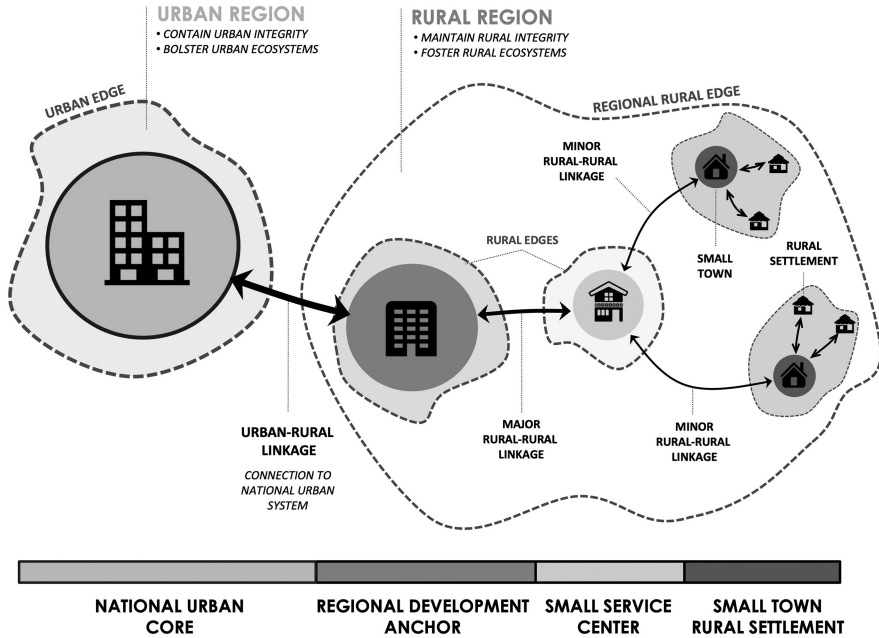 URBAN REGION
• CONTAIN URBAN INTEGRITY
• BOLSTER URBAN ECOSYSTEMS
RURAL REGION
• MAINTAIN RURAL INTEGRITY
• FOSTER RURAL ECOSYSTEMS
URBAN EDGE
REGIONAL RURAL EDGE
MINOR
RURAL-RURAL
LINKAGE
RURAL EDGES
SMALL
TOWN
RURAL
SETTLEMENT
URBAN-RURAL
LINKAGE
CONNECTION TO
NATIONAL URBAN
SYSTEM
MAJOR
RURAL-RURAL
LINKAGE
MINOR
RURAL-RURAL
LINKAGE
NATIONAL URBAN
CORE
REGIONAL DEVELOPMENT
ANCHOR
SMALL SERVICE
CENTER
SMALL TOWN
RURAL SETTLEMENT